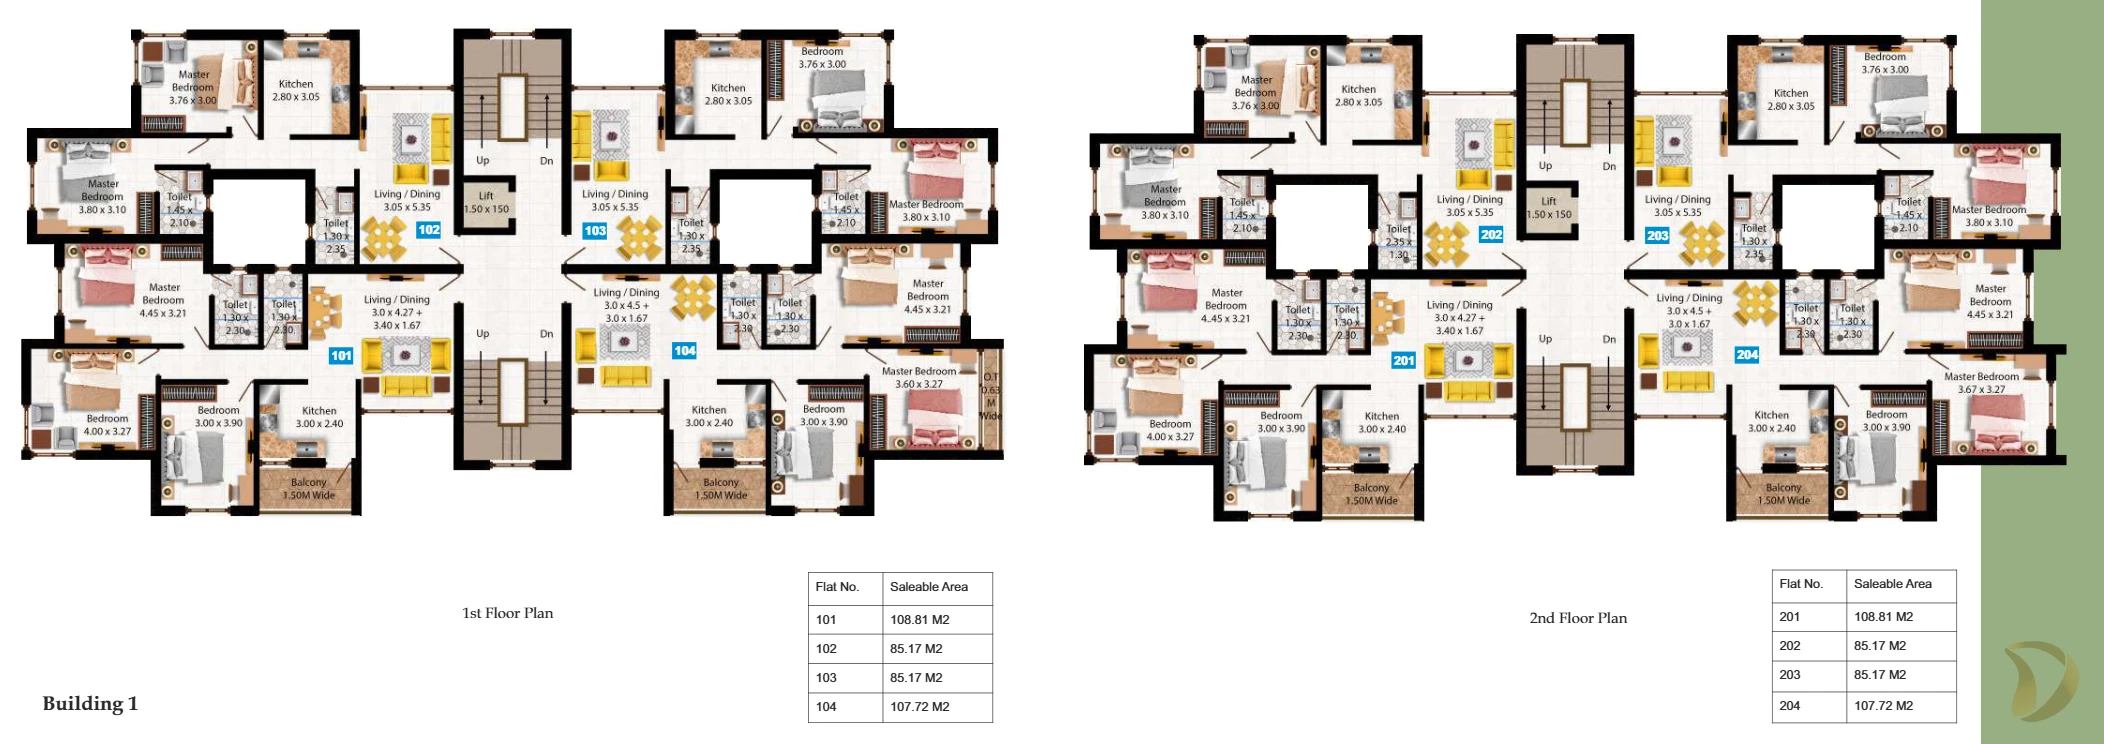 Master
Bedroom
3.76 x 3.00
Kitchen
2.80 x 3.05
Up
Dn
Kitchen
2.80 x 3.05
Bedroom
3.76 x 3.00
Master
Bedroom
3.80 x 3.10
Toilet
1.45 x
2.10
Toilet
1.30 x
2.35
Living / Dining
3.05 x 5.35
102
Lift
1.50 x 150
Living / Dining
3.05 x 5.35
103
Toilet
1.30 x
2.35
Toilet
1.45 x
2.10
Master Bedroom
3.80 x 3.10
Master
Bedroom
4.45 x 3.21
Toilet
1.30 x
2.30
Toilet
1.30 x
2.30
Living / Dining
3.0 x 4.27 +
3.40 x 1.67
101
Up
Dn
Living / Dining
3.0 x 4.5 +
3.0 x 1.67
104
Toilet
1.30 x
2.30
Toilet
1.30 x
2.30
Master
Bedroom
4.45 x 3.21
Bedroom
4.00 x 3.27
Bedroom
3.00 x 3.90
Kitchen
3.00 x 2.40
Balcony
1.50M Wide
Kitchen
3.00 x 2.40
Balcony
1.50M Wide
Bedroom
3.00 x 3.90
Master Bedroom
3.60 x 3.27
O.T
0.63
M
Wide
1st Floor Plan
Flat No. Saleable Area
101 108.81 M2
102 85.17 M2
103 85.17 M2
104 107.72 M2
Building 1
Master
Bedroom
3.76 x 3.00
Kitchen
2.80 x 3.05
Up
Dn
Kitchen
2.80 x 3.05
Bedroom
3.76 x 3.00
Master
Bedroom
3.80 x 3.10
Toilet
1.45 x
2.10
Toilet
2.35 x
1.30
Living / Dining
3.05 x 5.35
202
Lift
1.50 x 150
Living / Dining
3.05 x 5.35
203
Toilet
1.30 x
2.35
Toilet
1.45 x
2.10
Master Bedroom
3.80 x 3.10
Master
Bedroom
4..45 x 3.21
Toilet
1.30 x
2.30
Toilet
1.30 x
2.30
Living / Dining
3.0 x 4.27 +
3.40 x 1.67
201
Up
Dn
Living / Dining
3.0 x 4.5 +
3.0 x 1.67
204
Toilet
1.30 x
2.30
Toilet
1.30 x
2.30
Master
Bedroom
4.45 x 3.21
Bedroom
4.00 x 3.27
Bedroom
3.00 x 3.90
Kitchen
3.00 x 2.40
Balcony
1.50M Wide
Kitchen
3.00 x 2.40
Balcony
1.50M Wide
Bedroom
3.00 x 3.90
Master Bedroom
3.67 x 3.27
2nd Floor Plan
Flat No. Saleable Area
201 108.81 M2
202 85.17 M2
203 85.17 M2
204 107.72 M2